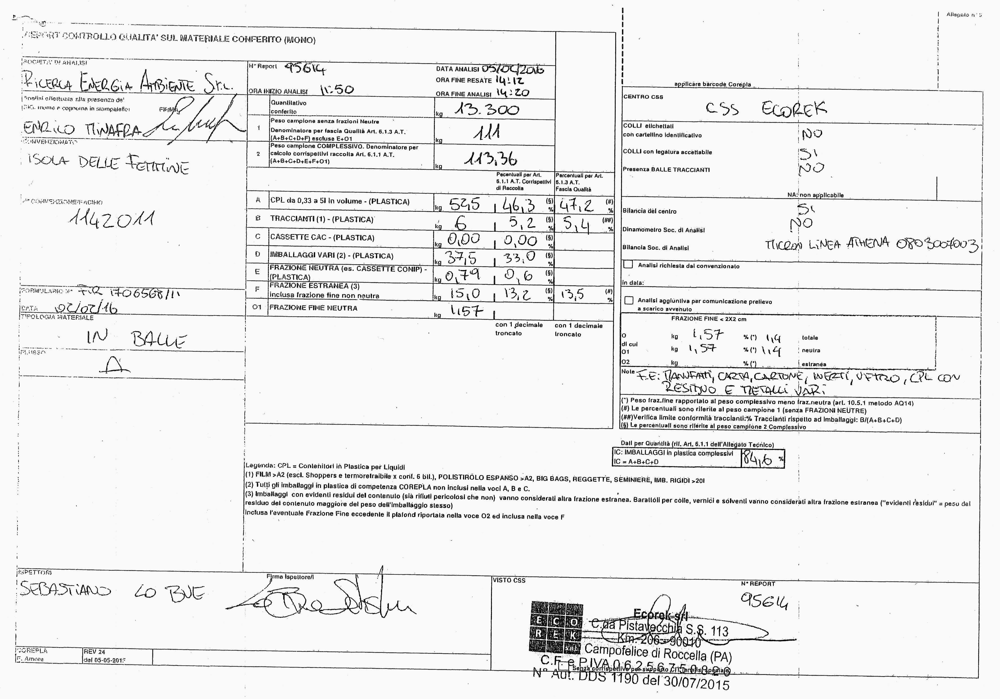 Allegato n° 5
REPORT CONTROLLO QUALITA' SUL MATERIALE CONFERITO (MONO)
SOCIETA' DI ANALISI
RICERCA ENERGIA AMBIENTE S.r.L.
Analisi effettuata alla presenza del
SIG. (nome e cognome in stampatello)
FIRMA
ENRICO MINAFRA
CONVENZIONATO
ISOLA DELLE FEMMINE
N° CONVENZIONE/BACINO
1142011
FORMULARIO N° FIR 1706568/11
DATA 02/02/16
TIPOLOGIA MATERIALE
IN BALLE
FLUSSO
A
N° Report 95614
DATA ANALISI 05/02/2016
ORA FINE PESATE 14:12
ORA INIZIO ANALISI 11:50
ORA FINE ANALISI 14:20
Quantitativo
conferito kg 13.300
1 Peso campione senza frazioni Neutre
Denominatore per fascia Qualità Art. 6.1.3 A.T.
(A+B+C+D+F) escluse E+O1 kg 111
2 Peso campione COMPLESSIVO. Denominatore per
calcolo corrispettivi raccolta Art. 6.1.1 A.T.
(A+B+C+D+E+F+O1) kg 113,36
Pecentuali per Art.
6.1.1 A.T. Corrispettivi
di Raccolta
Percentuali per Art.
6.1.3 A.T.
Fascia Qualità
A CPL da 0,33 a 5l in volume - (PLASTICA) kg 52,5 46,3 (§) % 47,2 (#) %
B TRACCIANTI (1) - (PLASTICA) kg 6 5,2 (§) % 5,4 (##) %
C CASSETTE CAC - (PLASTICA) kg 0,00 0,00 (§) %
D IMBALLAGGI VARI (2) - (PLASTICA) kg 37,5 33,0 (§) %
E FRAZIONE NEUTRA (es. CASSETTE CONIP) -
(PLASTICA) kg 0,79 0,6 (§) %
F FRAZIONE ESTRANEA (3)
inclusa frazione fine non neutra kg 15,0 13,2 (§) % 13,5 (#) %
O1 FRAZIONE FINE NEUTRA kg 1,57
con 1 decimale
troncato
con 1 decimale
troncato
applicare barcode Corepla
CENTRO CSS
CSS ECOREK
COLLI etichettati
con cartellino identificativo NO
COLLI con legatura accettabile SI
Presenza BALLE TRACCIANTI NO
NA: non applicabile
Bilancia del centro SI
Dinamometro Soc. di Analisi NO
Bilancia Soc. di Analisi MICRON LINEA ATHENA
Analisi richiesta dal convenzionato
in data:
Analisi aggiuntiva per comunicazione prelievo
a scarico avvenuto
FRAZIONE FINE < 2X2 cm
O kg 1,57 % (*) 1,4 totale
di cui
O1 kg 1,57 % (*) 1,4 neutra
O2 kg % (*) estranea
Note F.E: MANUFATTI, CARTA, CARTONE, INERTI, VETRO, CPL CON
RESIDUO E METALLI VARI
(*) Peso fraz.fine rapportato al peso complessivo meno fraz.neutra (art. 10.5.1 metodo AQ14)
(#) Le percentuali sono riferite al peso campione 1 (senza FRAZIONI NEUTRE)
(##)Verifica limite conformità traccianti:% Traccianti rispetto ad imballaggi: B/(A+B+C+D)
(§) Le percentuali sono riferite al peso campione 2 Complessivo
Dati per Quantità (rif. Art. 6.1.1 dell'Allegato Tecnico)
IC: IMBALLAGGI in plastica complessivi
IC = A+B+C+D 84,6 %
Legenda: CPL = Contenitori in Plastica per Liquidi
(1) FILM >A2 (escl. Shoppers e termoretraibile x conf. 6 btl.), POLISTIROLO ESPANSO >A2, BIG BAGS, REGGETTE, SEMINIERE, IMB. RIGIDI >20l
(2) Tutti gli imballaggi in plastica di competenza COREPLA non inclusi nella voci A, B e C.
(3) Imballaggi con evidenti residui del contenuto (sia rifiuti pericolosi che non) vanno considerati altra frazione estranea. Barattoli per colle, vernici e solventi vanno considerati altra frazione estranea ("evidenti residui" = peso del
residuo del contenuto maggiore del peso dell'imballaggio stesso)
inclusa l'eventuale Frazione Fine eccedente il plafond riportata nella voce O2 ed inclusa nella voce F
ISPETTORI
SEBASTIANO LO BUE
Firma Ispettore/i
VISTO CSS
N° REPORT
95614
ECO
REK
srl
Ecorek srl
C.da Pistavecchia S.S. 113
Km. 206 - 90010
Campofelice di Roccella (PA)
C.F. e P.IVA
Senza corrispettivo per supporto CIT (analisi speciale)
N° Aut. DDS 1190 del 30/07/2015
COREPLA
F. Amore
REV 24
del 05-05-2015